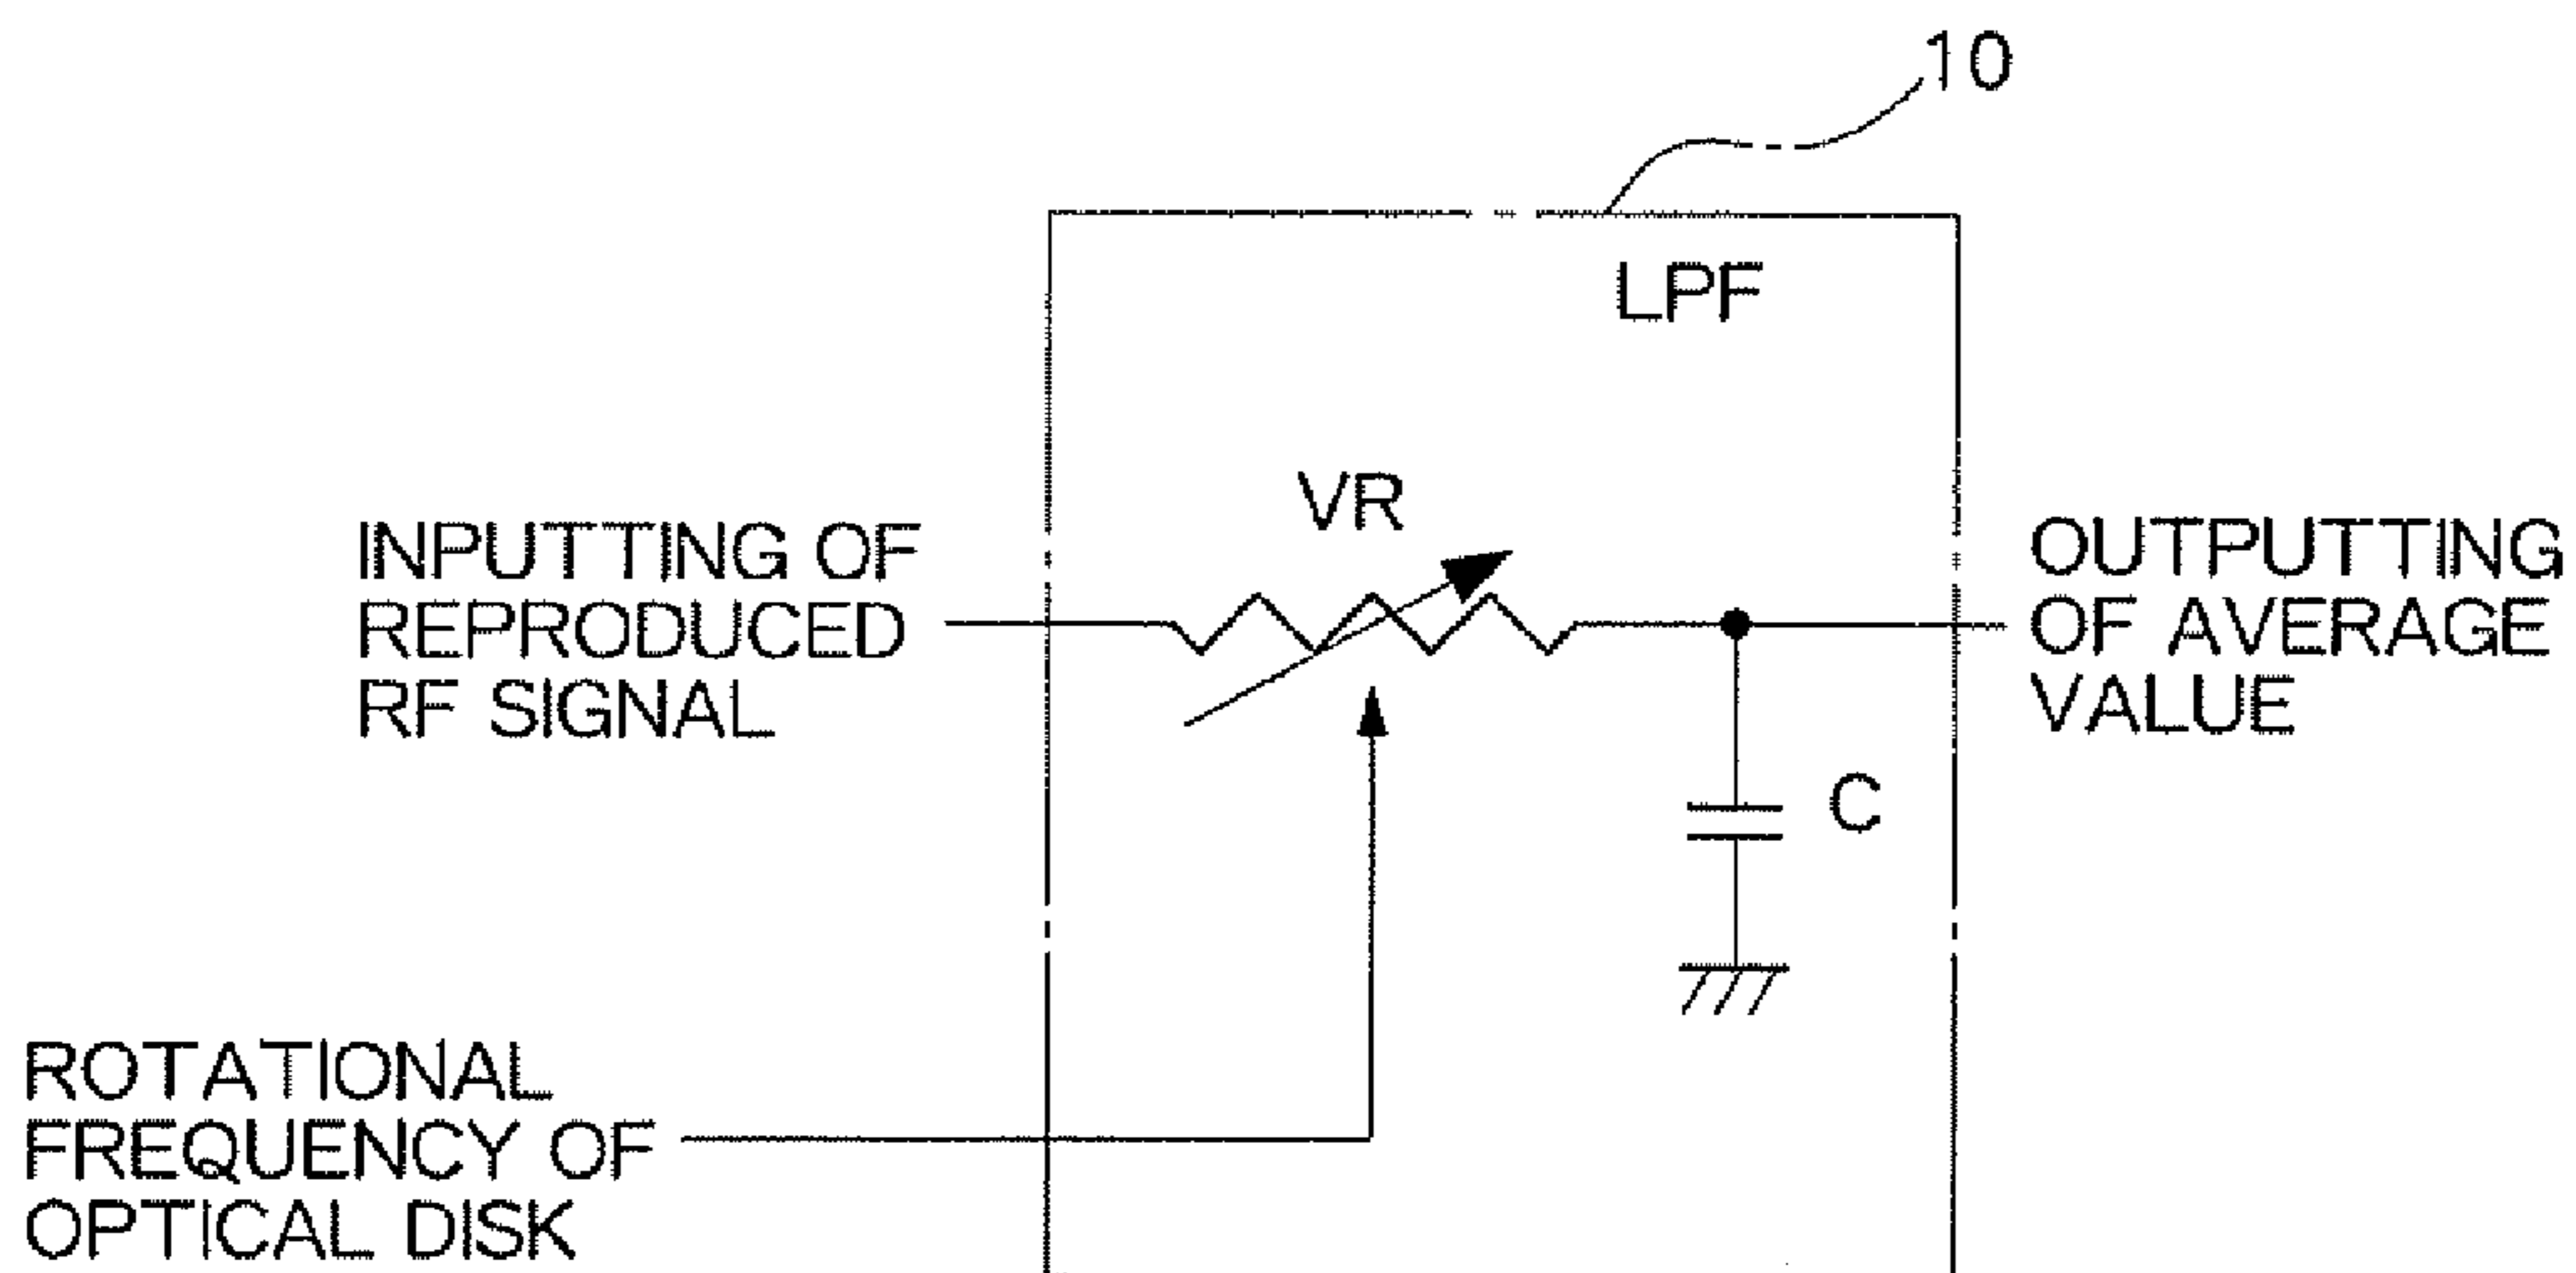 10
LPF
VR
INPUTTING OF
REPRODUCED
RF SIGNAL
OUTPUTTING
OF AVERAGE
VALUE
C
ROTATIONAL
FREQUENCY OF
OPTICAL DISK